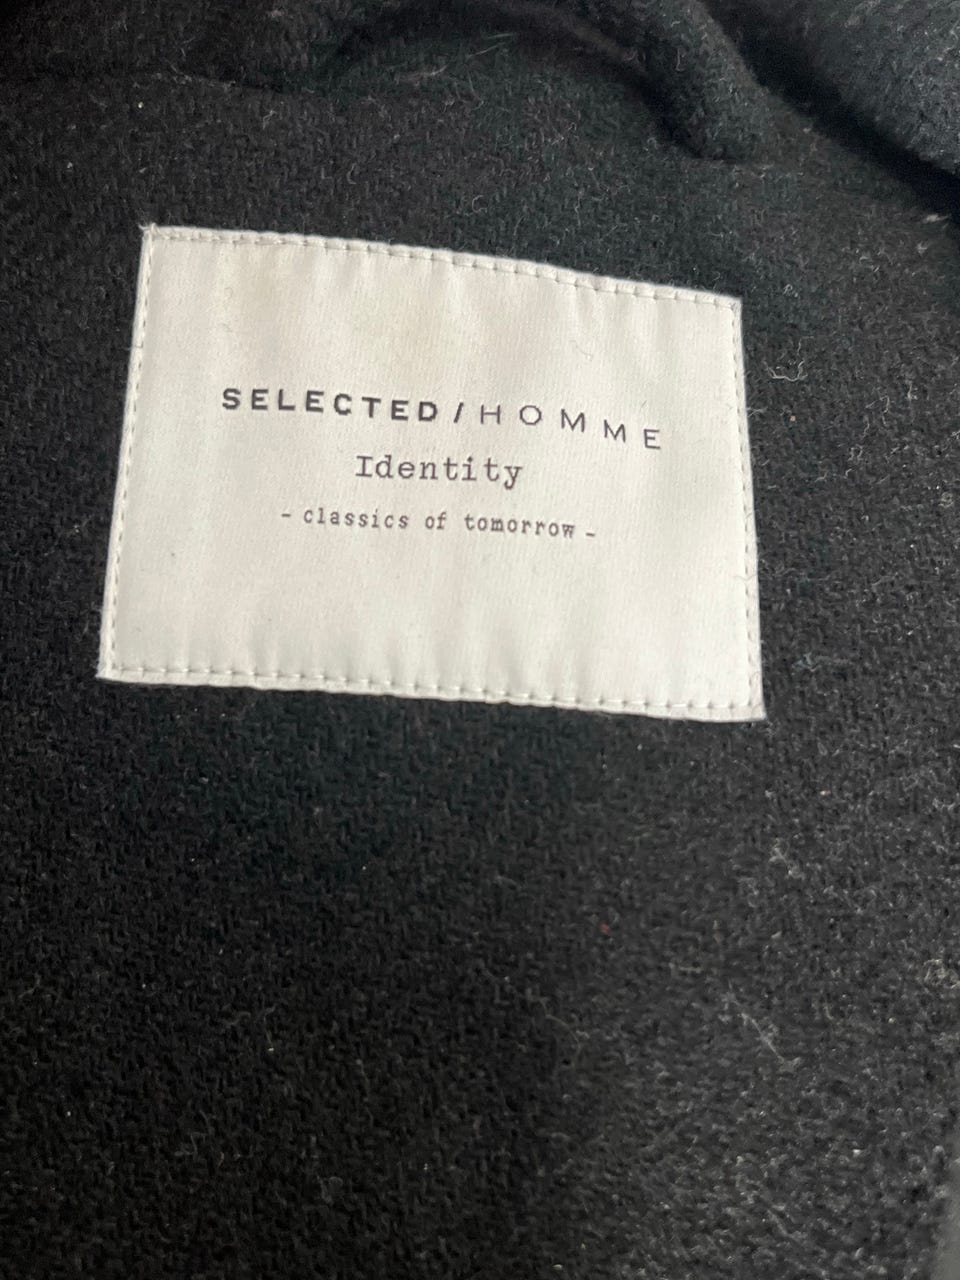 SELECTED / HOMME
Identity
- classics of tomorrow -